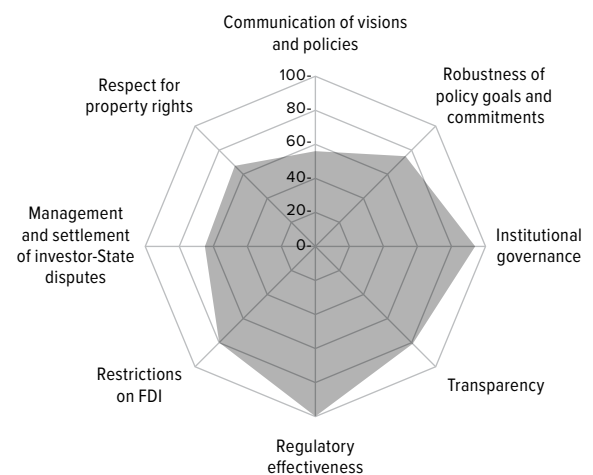 Communication of visions
and policies
Robustness of
policy goals and
commitments
Institutional
governance
Transparency
Regulatory
effectiveness
Restrictions
on FDI
Management
and settlement
of investor-State
disputes
Respect for
property rights
100-
80-
60-
40-
20-
0-